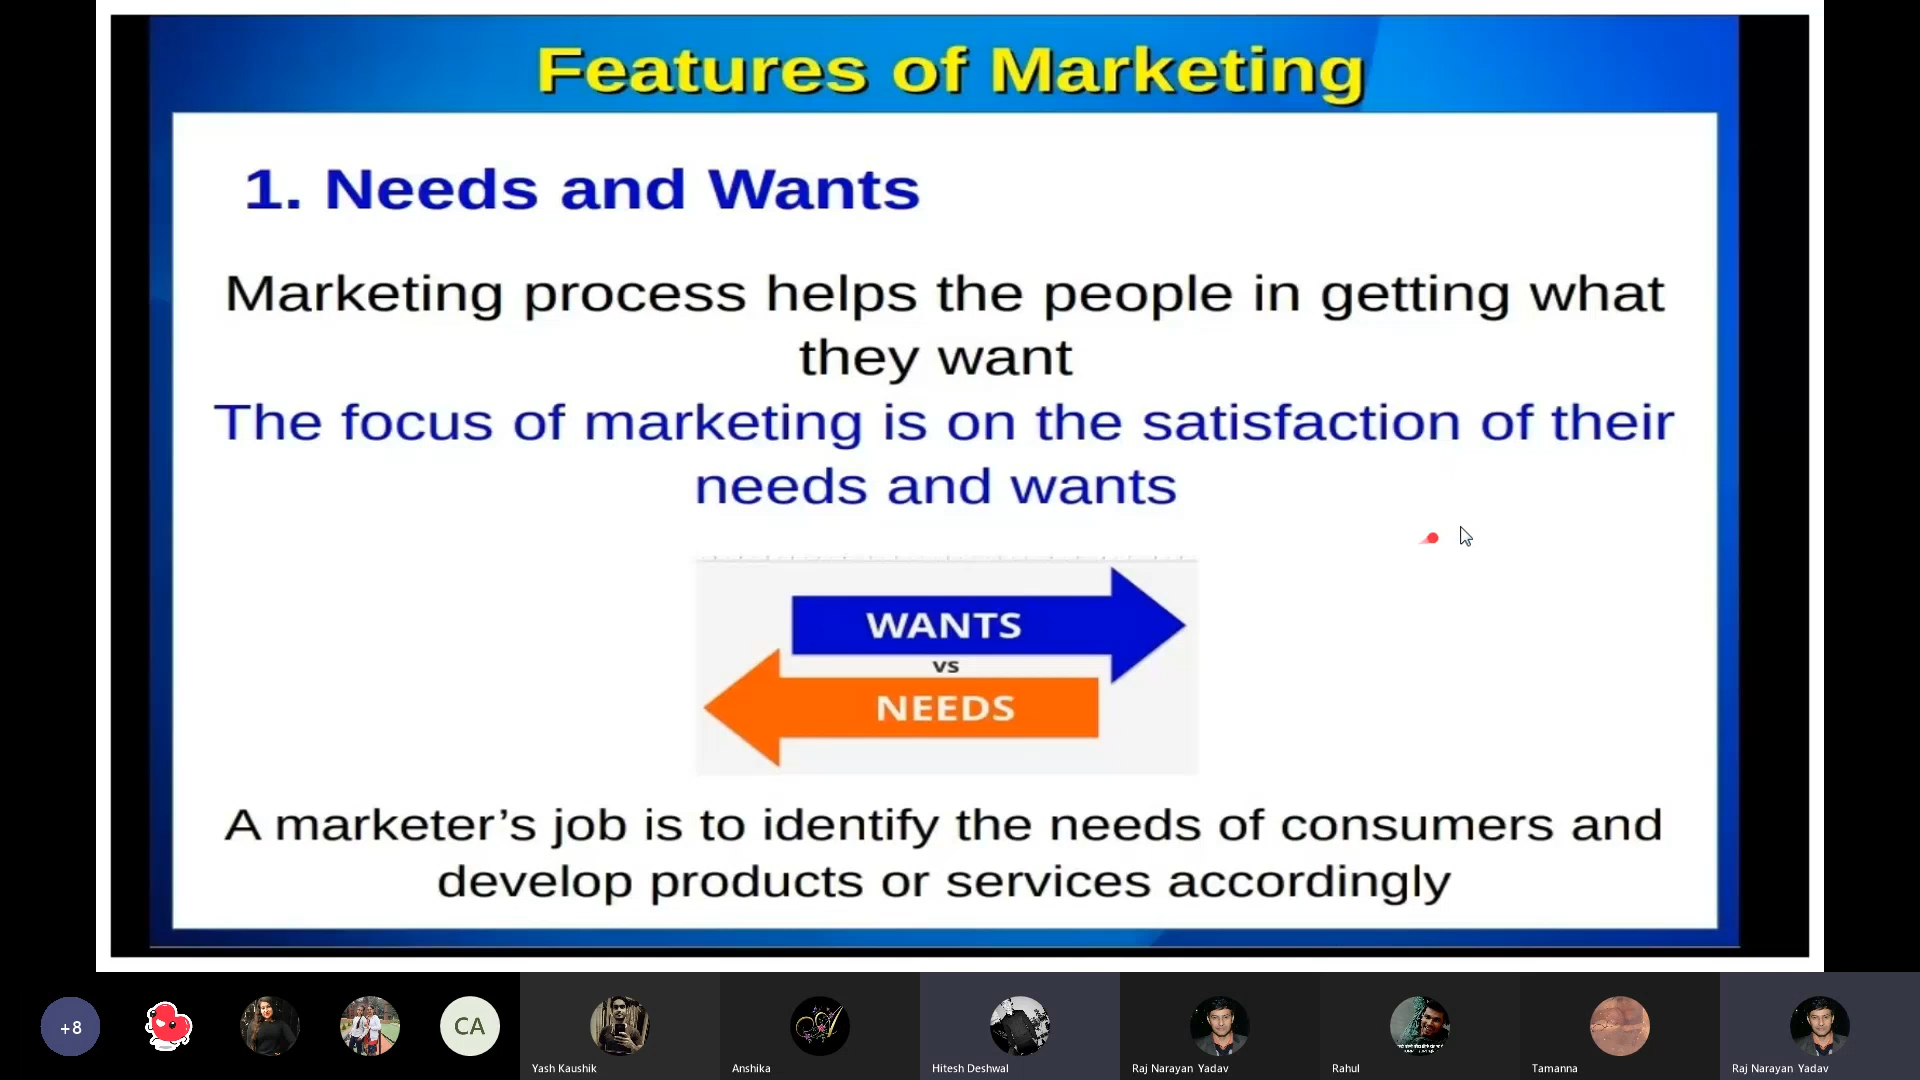 Features of Marketing
1. Needs and Wants
Marketing process helps the people in getting what
they want
The focus of marketing is on the satisfaction of their
needs and wants
WANTS
vs
NEEDS
A marketer’s job is to identify the needs of consumers and
develop products or services accordingly
+8
CA
Yash Kaushik
Anshika
Hitesh Deshwal
Raj Narayan Yadav
Rahul
Tamanna
Raj Narayan Yadav